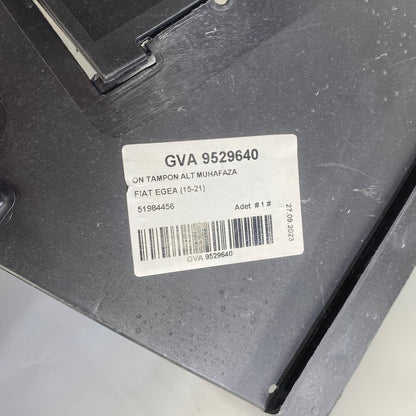 GVA 9529640
ON TAMPON ALT MUHAFAZA
FIAT EGEA (15-21)
51984456 Adet #1#
GVA 9529640
27.09.2023